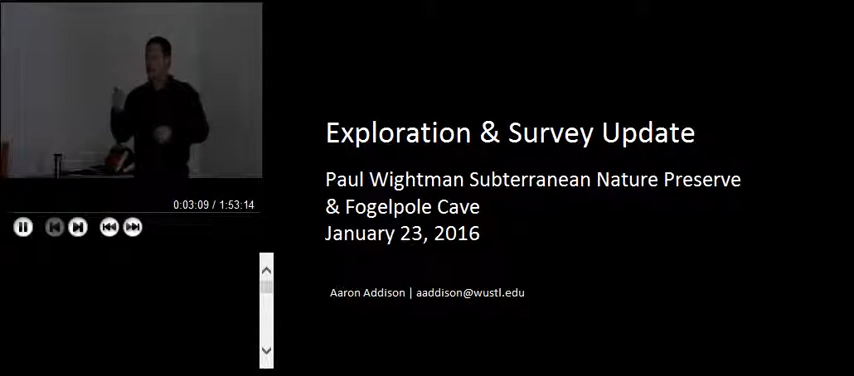 0:03:09 / 1:53:14
Exploration & Survey Update
Paul Wightman Subterranean Nature Preserve
& Fogelpole Cave
January 23, 2016
Aaron Addison | aaddison@wustl.edu